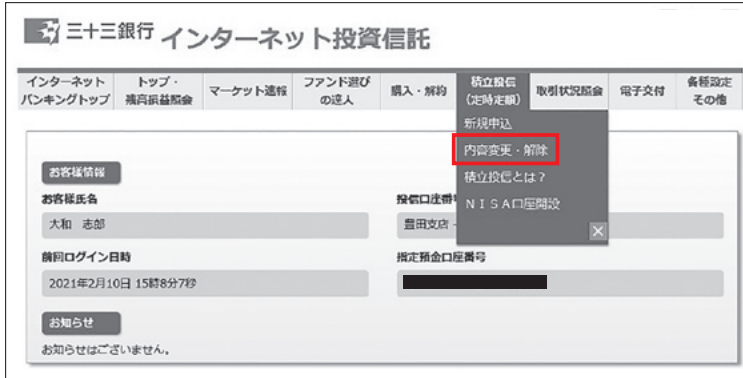 三十三銀行 インターネット投資信託
インターネット
バンキングトップ
トップ・
残高損益照会
マーケット速報
ファンド選び
の達人
購入・解約
積立投信
(定時定額)
取引状況照会
電子交付
各種設定
その他
新規申込
内容変更・解除
積立投信とは？
ＮＩＳＡ口座開設
×
お客様情報
お客様氏名
投信口座番
大和 志郎
豊田支店
前回ログイン日時
指定預金口座番号
2021年2月10日 15時8分7秒
お知らせ
お知らせはございません。